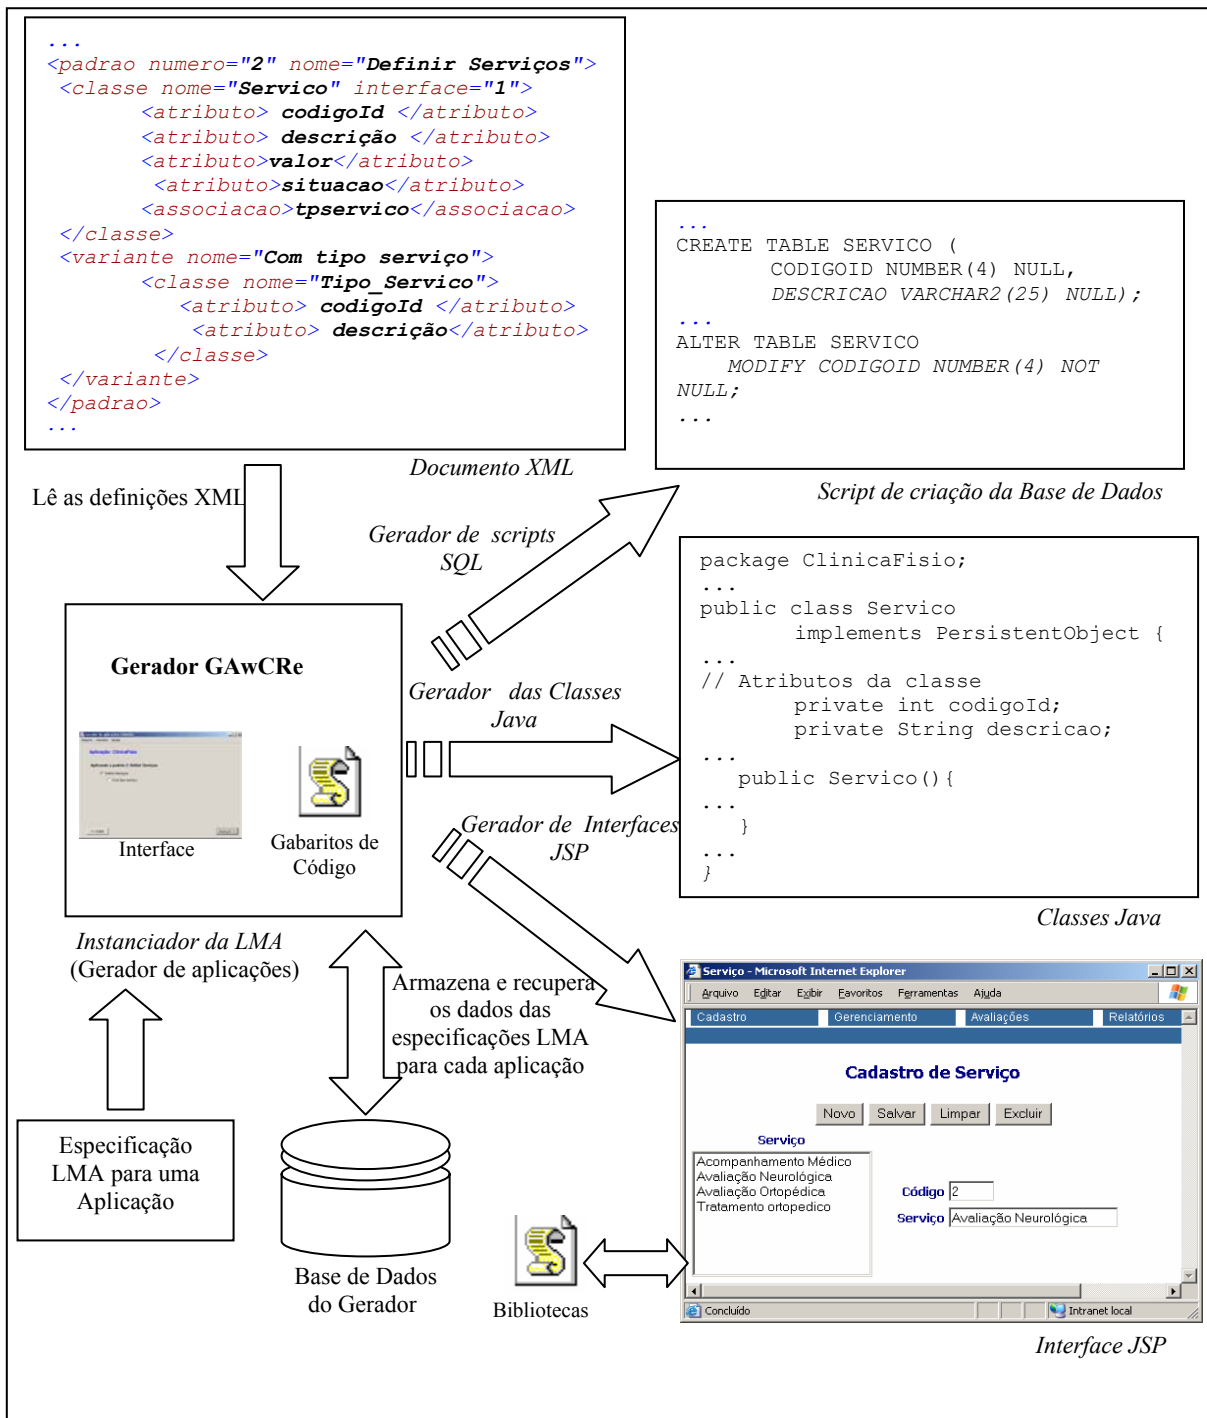 ...
<padrao numero="2" nome="Definir Serviços">
<classe nome="Servico" interface="1">
<atributo> codigoId </atributo>
<atributo> descrição </atributo>
<atributo>valor</atributo>
<atributo>situacao</atributo>
<associacao>tpservico</associacao>
</classe>
<variante nome="Com tipo serviço">
<classe nome="Tipo_Servico">
<atributo> codigoId </atributo>
<atributo> descrição</atributo>
</classe>
</variante>
</padrao>
...
Documento XML
...
CREATE TABLE SERVICO (
CODIGOID NUMBER(4) NULL,
DESCRICAO VARCHAR2(25) NULL);
...
ALTER TABLE SERVICO
MODIFY CODIGOID NUMBER(4) NOT
NULL;
...
Script de criação da Base de Dados
Lê as definições XML
Gerador de scripts
SQL
Gerador GAwCRe
Interface
Gabaritos de
Código
Gerador das Classes
Java
package ClinicaFisio;
...
public class Servico
implements PersistentObject {
...
// Atributos da classe
private int codigoId;
private String descricao;
...
public Servico(){
...
}
...
}
Classes Java
Gerador de Interfaces
JSP
Instanciador da LMA
(Gerador de aplicações)
Armazena e recupera
os dados das
especificações LMA
para cada aplicação
Especificação
LMA para uma
Aplicação
Base de Dados
do Gerador
Bibliotecas
Serviço - Microsoft Internet Explorer
Arquivo Editar Exibir Favoritos Ferramentas Ajuda
Cadastro Gerenciamento Avaliações Relatórios
Cadastro de Serviço
Novo Salvar Limpar Excluir
Serviço
Acompanhamento Médico
Avaliação Neurológica
Avaliação Ortopédica
Tratamento ortopedico
Código 2
Serviço Avaliação Neurológica
Concluído Intranet local
Interface JSP